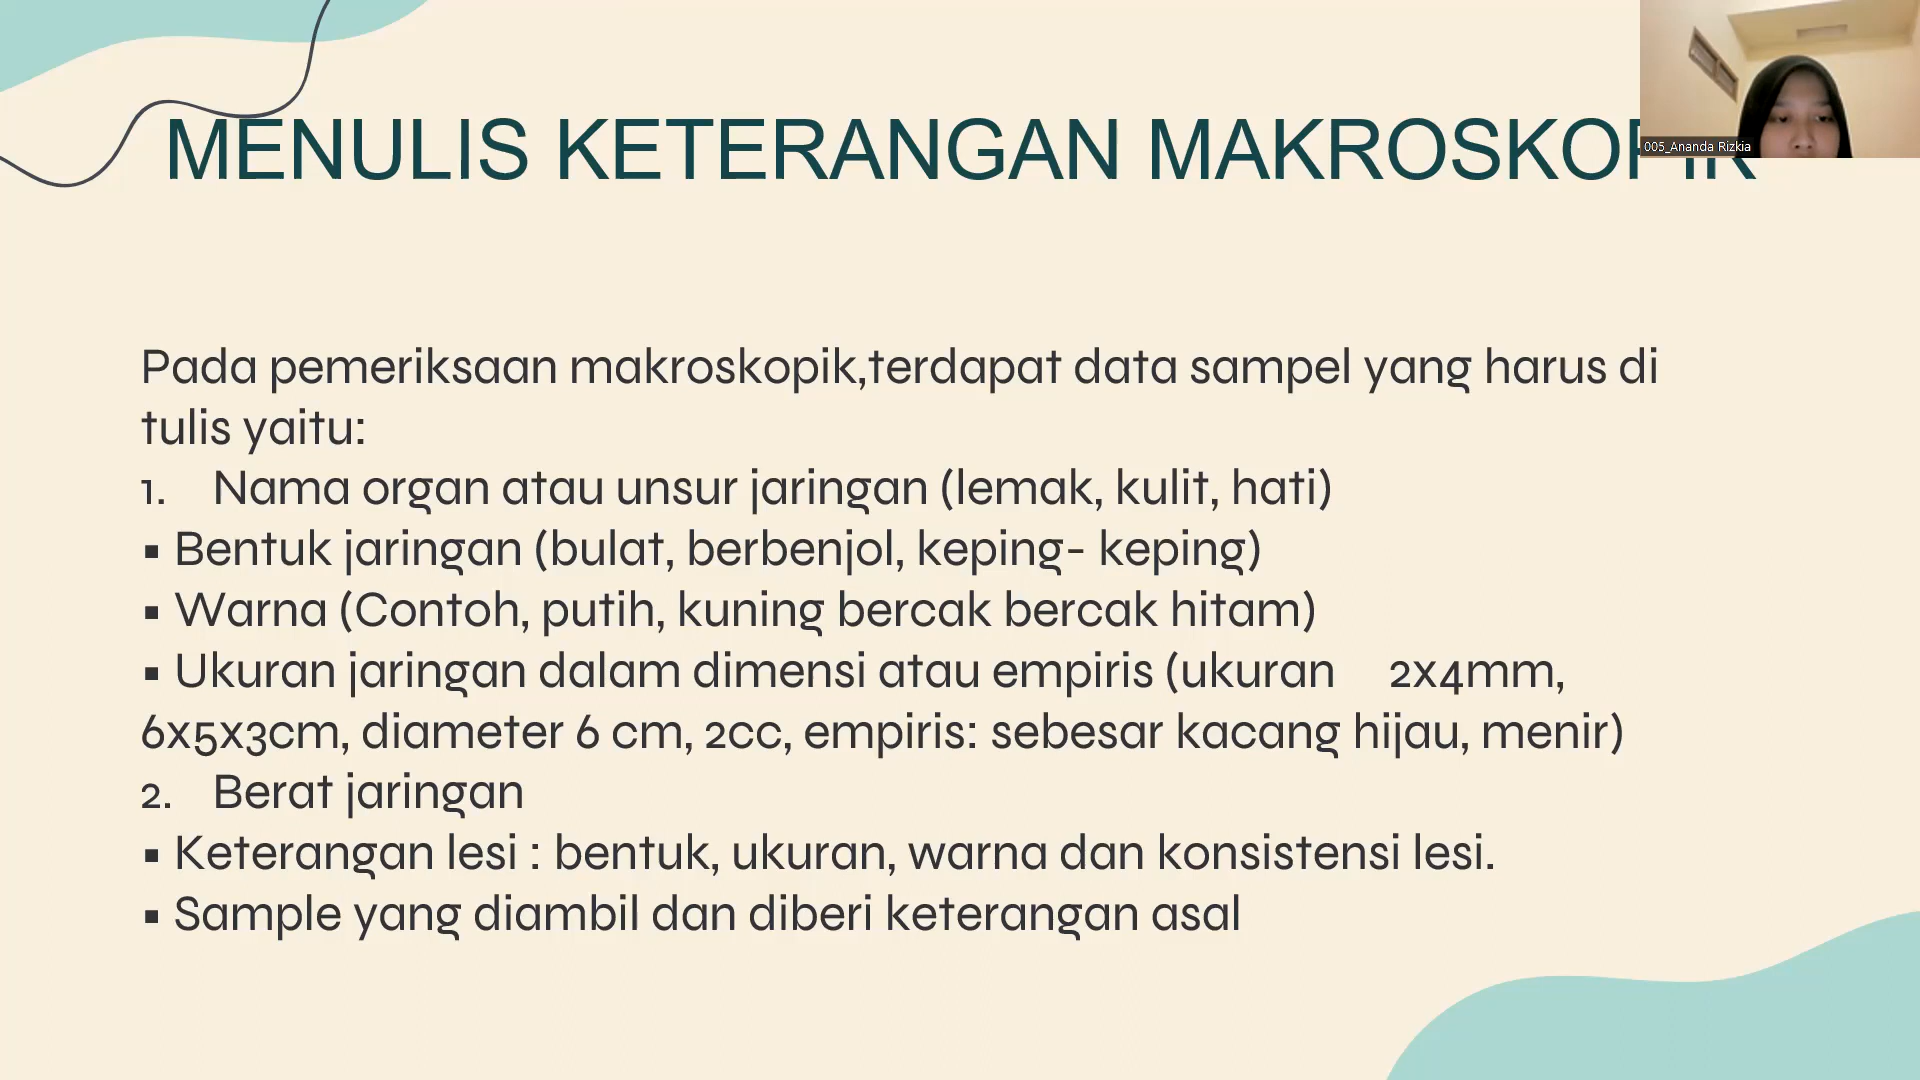 005_Ananda Rizkia
MENULIS KETERANGAN MAKROSKOPIK
Pada pemeriksaan makroskopik,terdapat data sampel yang harus di
tulis yaitu:
1. Nama organ atau unsur jaringan (lemak, kulit, hati)
▪ Bentuk jaringan (bulat, berbenjol, keping- keping)
▪ Warna (Contoh, putih, kuning bercak bercak hitam)
▪ Ukuran jaringan dalam dimensi atau empiris (ukuran 2x4mm,
6x5x3cm, diameter 6 cm, 2cc, empiris: sebesar kacang hijau, menir)
2. Berat jaringan
▪ Keterangan lesi : bentuk, ukuran, warna dan konsistensi lesi.
▪ Sample yang diambil dan diberi keterangan asal